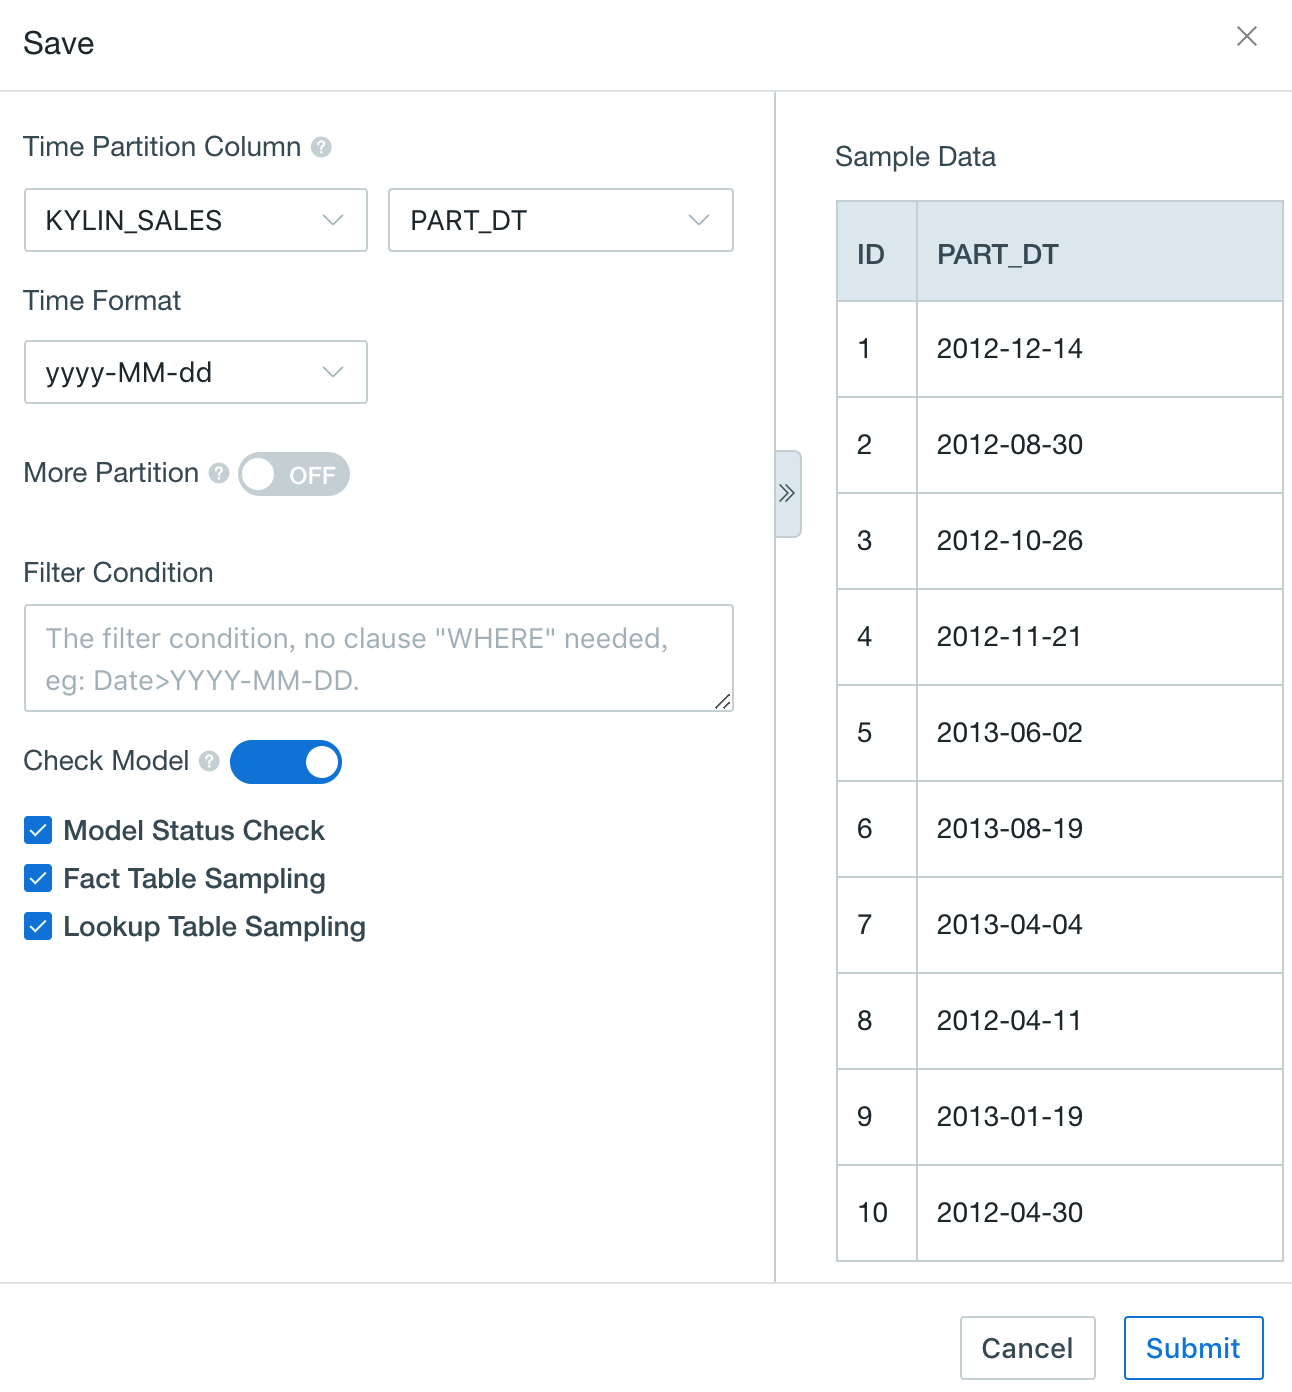 Save
Time Partition Column ?
KYLIN_SALES PART_DT
Time Format
yyyy-MM-dd
More Partition ? OFF
Filter Condition
The filter condition, no clause "WHERE" needed,
eg: Date>YYYY-MM-DD.
Check Model ?
Model Status Check
Fact Table Sampling
Lookup Table Sampling
Sample Data
ID PART_DT
1 2012-12-14
2 2012-08-30
3 2012-10-26
4 2012-11-21
5 2013-06-02
6 2013-08-19
7 2013-04-04
8 2012-04-11
9 2013-01-19
10 2012-04-30
Cancel Submit